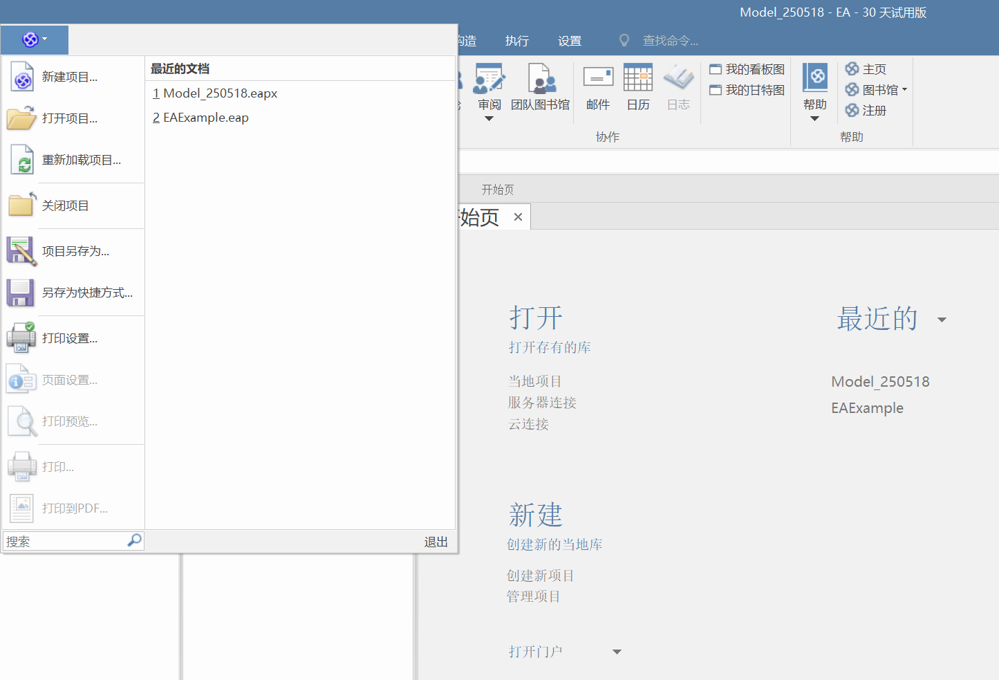 Model_250518 - EA - 30 天试用版
构造
执行
设置
查找命令...
新建项目...
打开项目...
重新加载项目...
关闭项目
项目另存为...
另存为快捷方式...
打印设置...
页面设置...
打印预览...
打印...
打印到PDF...
搜索
最近的文档
1 Model_250518.eapx
2 EAExample.eap
退出
审阅
团队图书馆
邮件
日历
日志
我的看板图
我的甘特图
协作
帮助
主页
图书馆
注册
帮助
开始页
开始页
打开
打开存有的库
当地项目
服务器连接
云连接
最近的
Model_250518
EAExample
新建
创建新的当地库
创建新项目
管理项目
打开门户